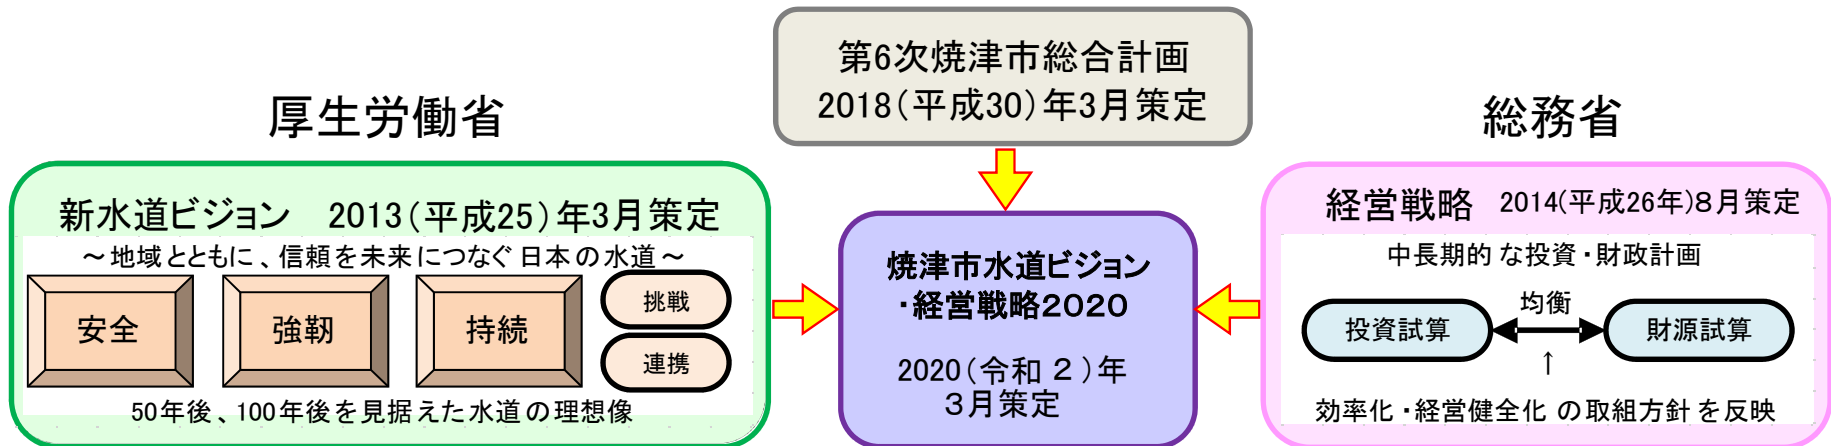 第6次焼津市総合計画
2018(平成30)年3月策定
厚生労働省
新水道ビジョン 2013(平成25)年3月策定
～地域とともに、信頼を未来につなぐ日本の水道～
安全
強靭
持続
挑戦
連携
50年後、100年後を見据えた水道の理想像
焼津市水道ビジョン
・経営戦略2020
2020(令和２)年
３月策定
総務省
経営戦略 2014(平成26年)8月策定
中長期的な投資・財政計画
投資試算
均衡
財源試算
↑
効率化・経営健全化の取組方針を反映